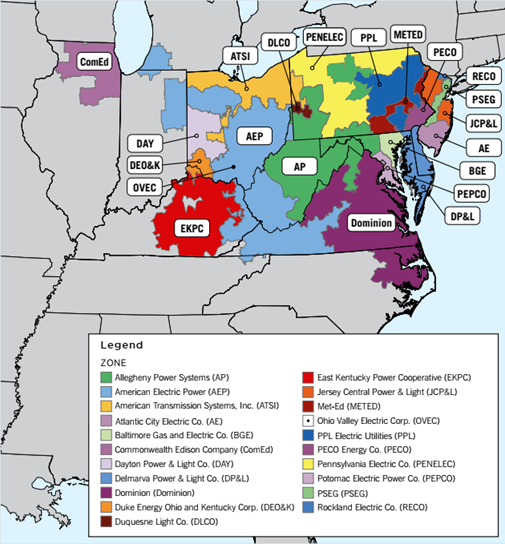 ComEd
ATSI
DLCO
PENELEC
PPL
METED
PECO
RECO
PSEG
JCP&L
AE
BGE
PEPCO
DP&L
DAY
DEO&K
OVEC
AEP
AP
EKPC
Dominion
Legend
ZONE
Allegheny Power Systems (AP)
American Electric Power (AEP)
American Transmission Systems, Inc. (ATSI)
Atlantic City Electric Co. (AE)
Baltimore Gas and Electric Co. (BGE)
Commonwealth Edison Company (ComEd)
Dayton Power & Light Co. (DAY)
Delmarva Power & Light Co. (DP&L)
Dominion (Dominion)
Duke Energy Ohio and Kentucky Corp. (DEO&K)
Duquesne Light Co. (DLCO)
East Kentucky Power Cooperative (EKPC)
Jersey Central Power & Light (JCP&L)
Met-Ed (METED)
Ohio Valley Electric Corp. (OVEC)
PPL Electric Utilities (PPL)
PECO Energy Co. (PECO)
Pennsylvania Electric Co. (PENELEC)
Potomac Electric Power Co. (PEPCO)
PSEG (PSEG)
Rockland Electric Co. (RECO)